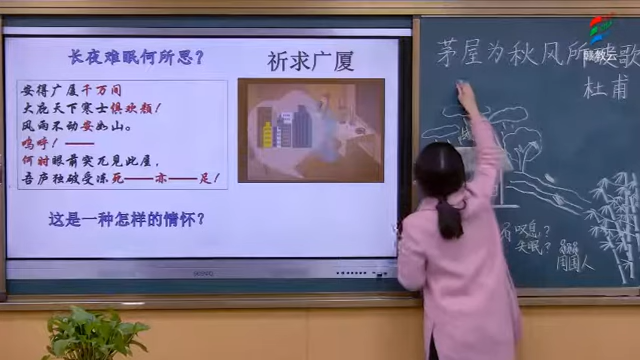 长夜难眠何所思?
祈求广厦
安得广厦千万间
大庇天下寒士俱欢颜!
风雨不动安如山。
呜呼!——
何时眼前突兀见此屋,
吾庐独破受冻死——亦——足!
这是一种怎样的情怀?
茅屋为秋风所破歌
杜甫
叹息?
失眠?
赣教云